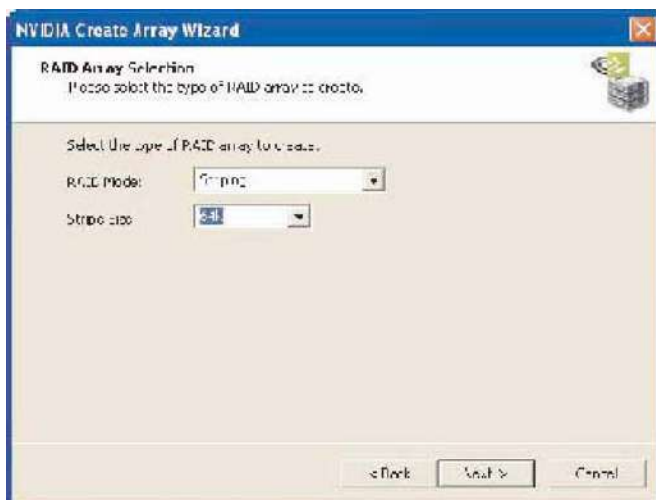 NVIDIA Create Array Wizard
RAID Array Selection
Please select the type of RAID array to create.
Select the type of RAID array to create.
RAID Mode:
Striping
Stripe Size
64k
< Back
Next >
Cancel